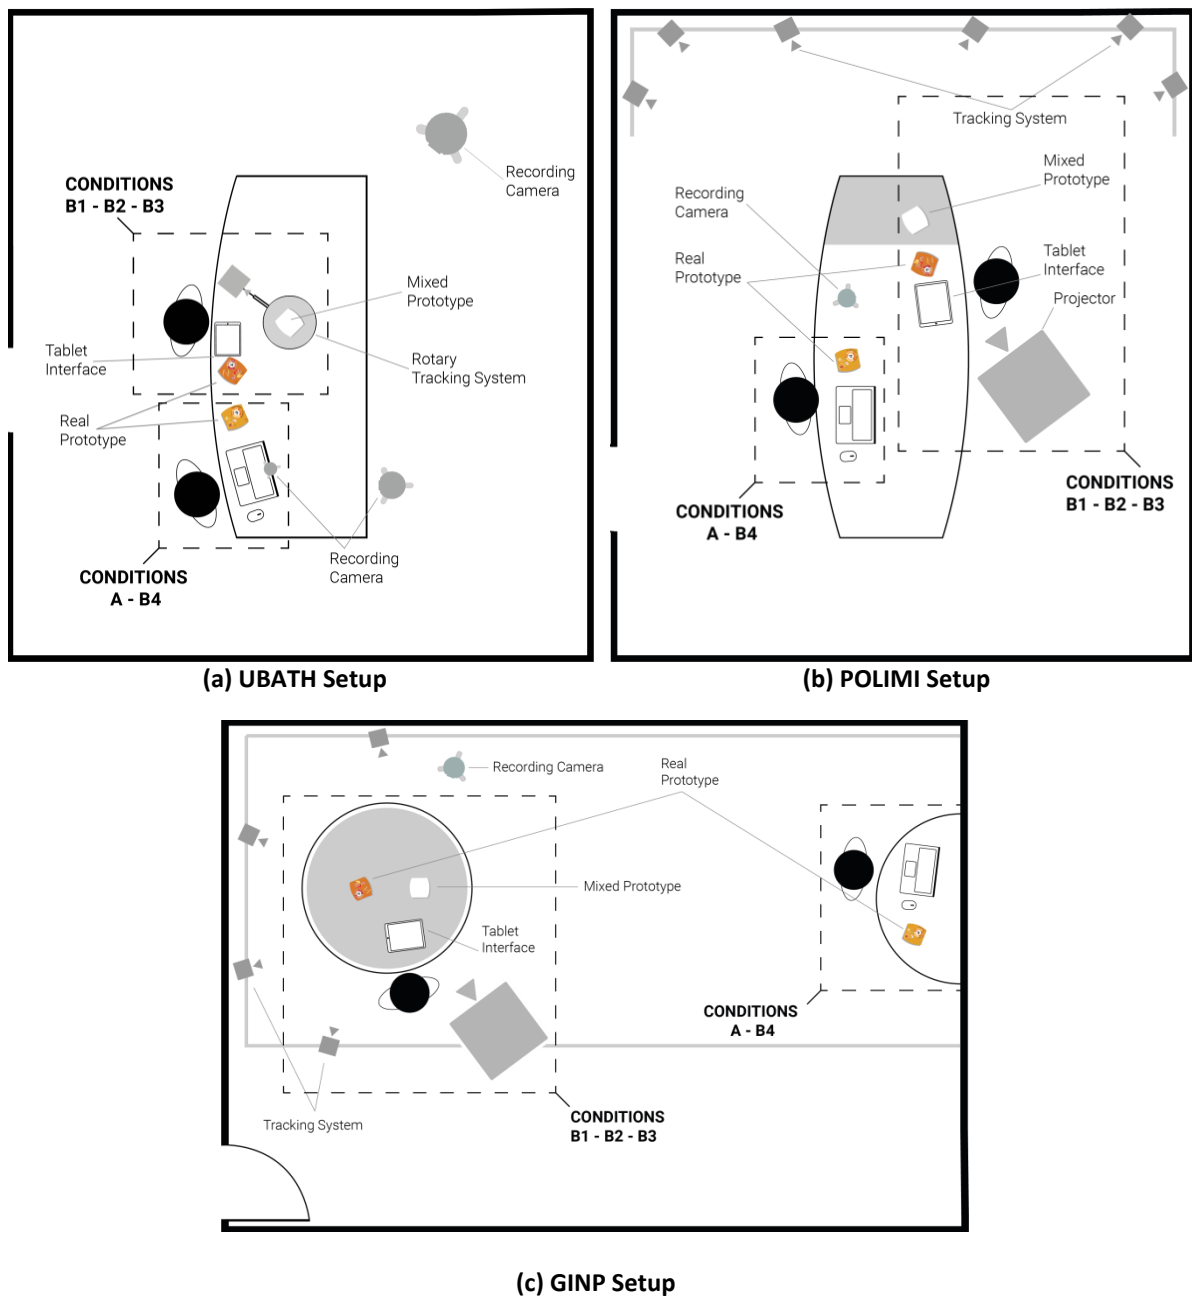 Recording
Camera
CONDITIONS
B1 - B2 - B3
Mixed
Prototype
Tablet
Interface
Rotary
Tracking System
Real
Prototype
Recording
Camera
CONDITIONS
A - B4
(a) UBATH Setup
Tracking System
Mixed
Prototype
Recording
Camera
Real
Prototype
Tablet
Interface
Projector
CONDITIONS
B1 - B2 - B3
CONDITIONS
A - B4
(b) POLIMI Setup
Recording Camera
Real
Prototype
Mixed Prototype
Tablet
Interface
CONDITIONS
A - B4
Tracking System
CONDITIONS
B1 - B2 - B3
(c) GINP Setup